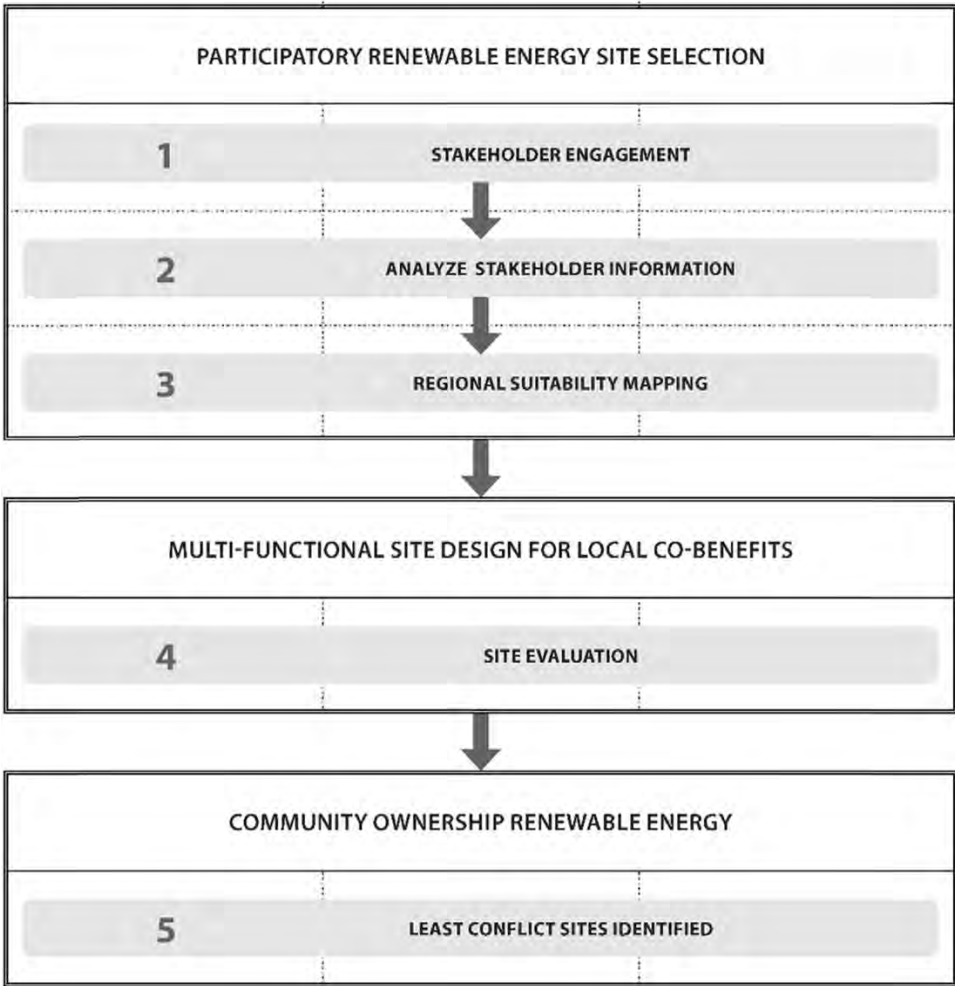 PARTICIPATORY RENEWABLE ENERGY SITE SELECTION
1 STAKEHOLDER ENGAGEMENT
2 ANALYZE STAKEHOLDER INFORMATION
3 REGIONAL SUITABILITY MAPPING
MULTI-FUNCTIONAL SITE DESIGN FOR LOCAL CO-BENEFITS
4 SITE EVALUATION
COMMUNITY OWNERSHIP RENEWABLE ENERGY
5 LEAST CONFLICT SITES IDENTIFIED